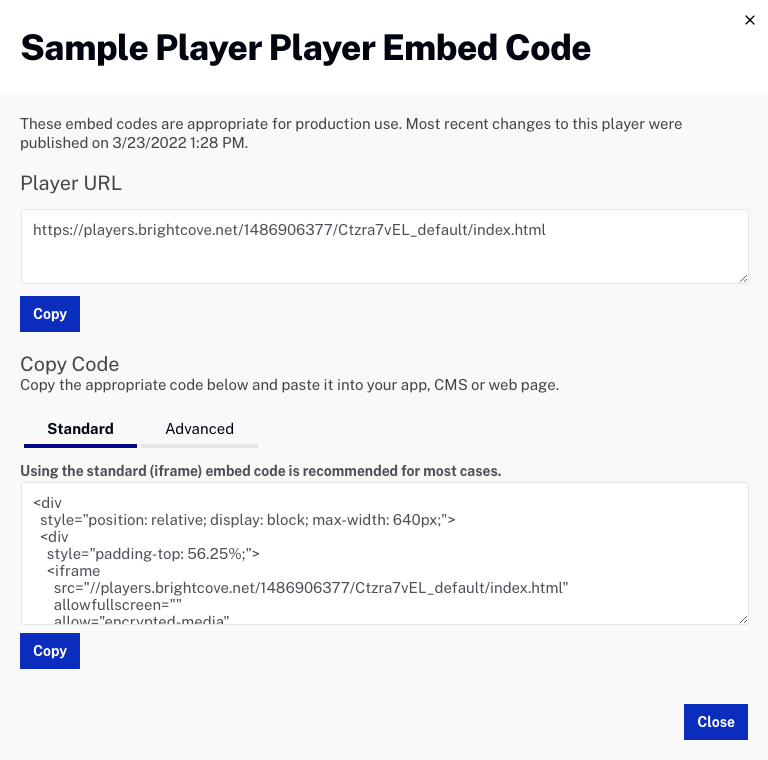 ×
Sample Player Player Embed Code
These embed codes are appropriate for production use. Most recent changes to this player were
published on 3/23/2022 1:28 PM.
Player URL
https://players.brightcove.net/1486906377/Ctzra7vEL_default/index.html
Copy
Copy Code
Copy the appropriate code below and paste it into your app, CMS or web page.
Standard Advanced
Using the standard (iframe) embed code is recommended for most cases.
<div
style="position: relative; display: block; max-width: 640px;">
<div
style="padding-top: 56.25%;">
<iframe
src="//players.brightcove.net/1486906377/Ctzra7vEL_default/index.html"
allowfullscreen=""
allow="encrypted-media"
Copy
Close